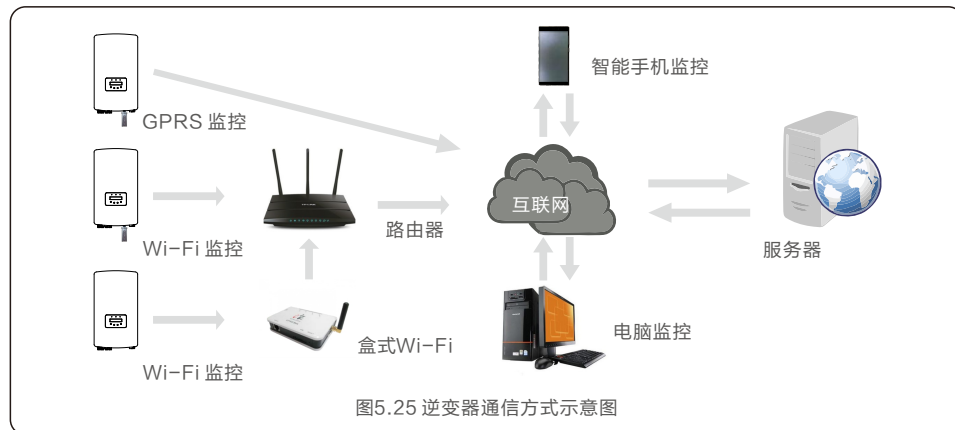 智能手机监控
GPRS 监控
互联网
路由器
Wi-Fi 监控
服务器
盒式Wi-Fi
电脑监控
Wi-Fi 监控
图5.25 逆变器通信方式示意图